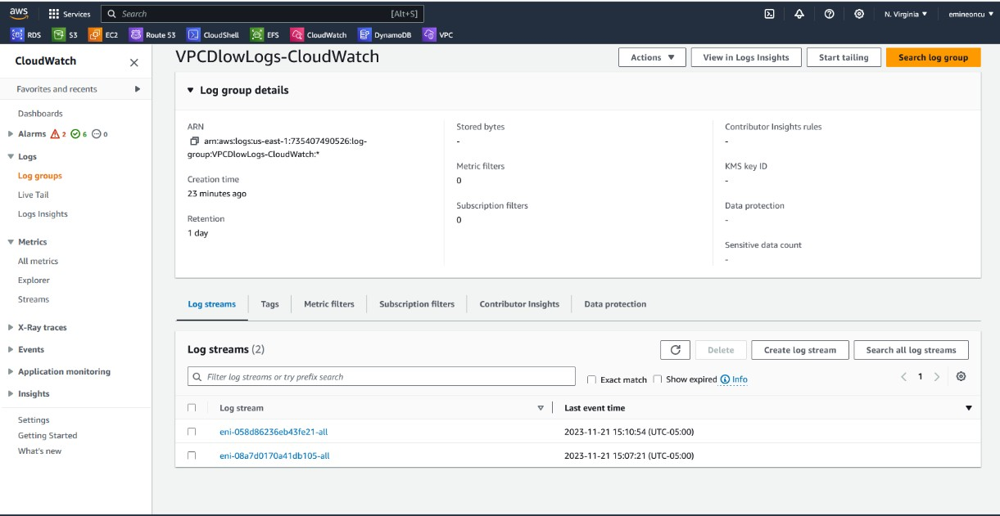 aws
Services
Search [Alt+S]
N. Virginia
emineoncu
RDS S3 EC2 Route 53 CloudShell EFS CloudWatch DynamoDB VPC
CloudWatch
Favorites and recents
Dashboards
Alarms 2 6 0
Logs
Log groups
Live Tail
Logs Insights
Metrics
All metrics
Explorer
Streams
X-Ray traces
Events
Application monitoring
Insights
Settings
Getting Started
What's new
VPCDlowLogs-CloudWatch
Actions
View in Logs Insights
Start tailing
Search log group
Log group details
ARN
arn:aws:logs:us-east-1:735407490526:log-
group:VPCDlowLogs-CloudWatch:*
Creation time
23 minutes ago
Retention
1 day
Stored bytes
-
Metric filters
0
Subscription filters
0
Contributor Insights rules
-
KMS key ID
-
Data protection
-
Sensitive data count
-
Log streams
Tags
Metric filters
Subscription filters
Contributor Insights
Data protection
Log streams (2)
Delete
Create log stream
Search all log streams
Filter log streams or try prefix search
Exact match
Show expired
Info
1
Log stream
Last event time
eni-058d86236eb43fe21-all
2023-11-21 15:10:54 (UTC-05:00)
eni-08a7d0170a41db105-all
2023-11-21 15:07:21 (UTC-05:00)